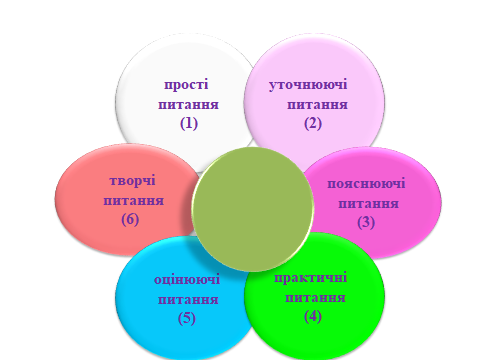 прості
питання
(1)
уточнюючі
питання
(2)
пояснюючі
питання
(3)
практичні
питання
(4)
оцінюючі
питання
(5)
творчі
питання
(6)